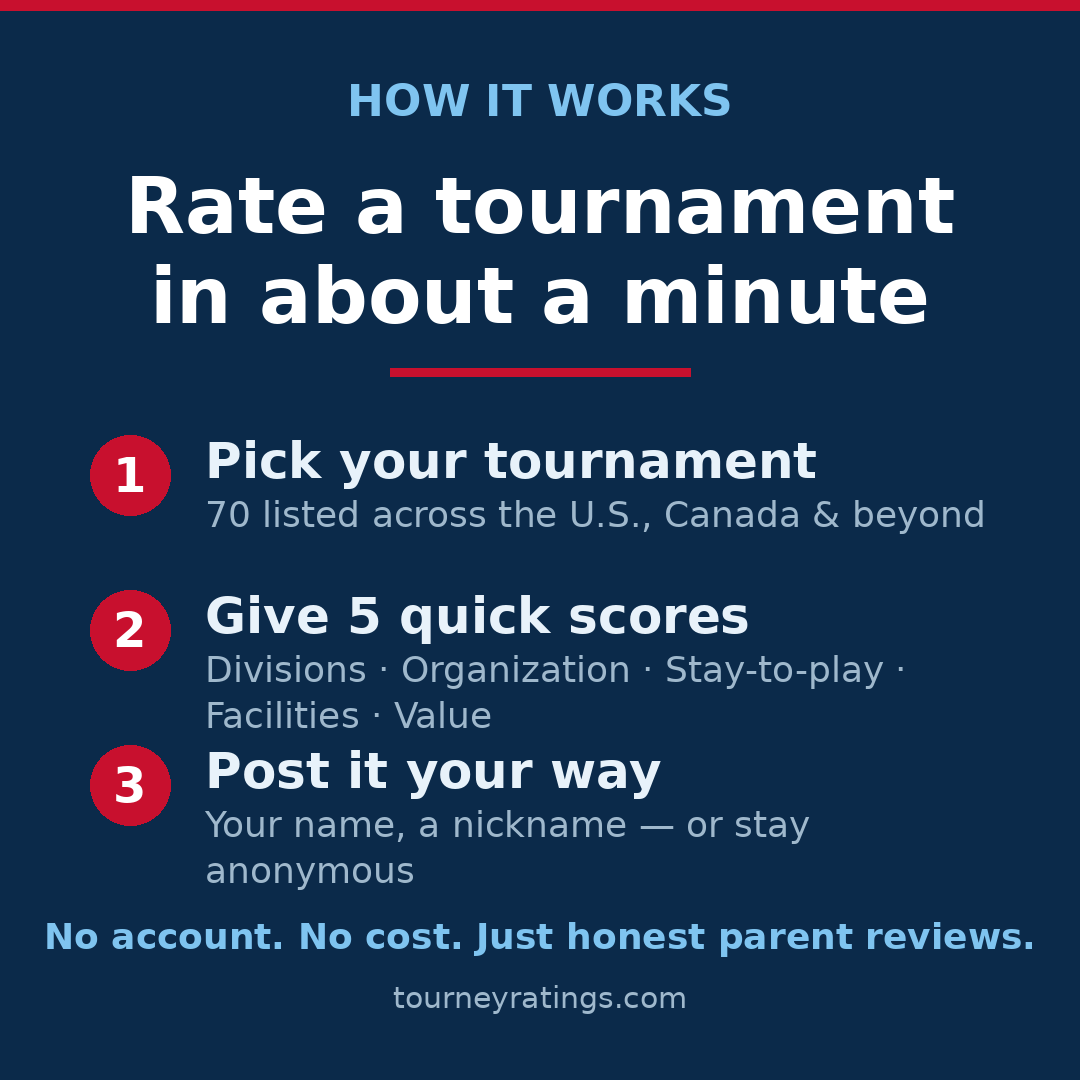 HOW IT WORKS
Rate a tournament
in about a minute
1
Pick your tournament
70 listed across the U.S., Canada & beyond
2
Give 5 quick scores
Divisions · Organization · Stay-to-play ·
Facilities · Value
3
Post it your way
Your name, a nickname — or stay
anonymous
No account. No cost. Just honest parent reviews.
tourneyratings.com